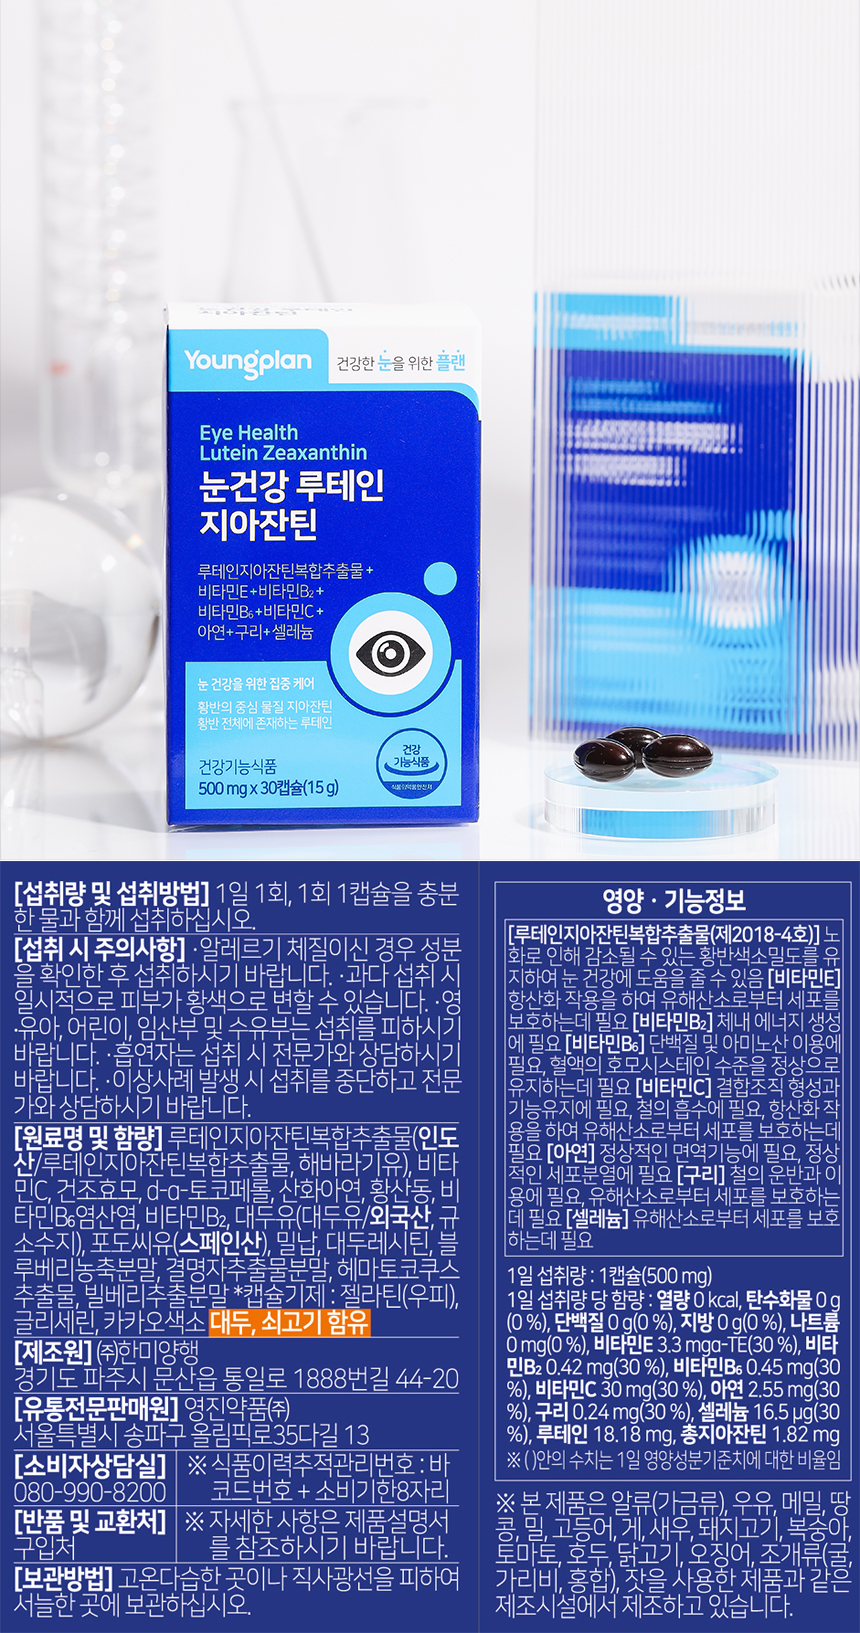 Youngplan
건강한 눈을 위한 플랜
Eye Health
Lutein Zeaxanthin
눈건강 루테인
지아잔틴
루테인지아잔틴복합추출물 +
비타민E+비타민B₂ +
비타민B₆+비타민C +
아연+구리+셀레늄
눈 건강을 위한 집중 케어
황반의 중심 물질 지아잔틴
황반 전체에 존재하는 루테인
건강기능식품
500 mg x 30캡슐(15 g)
건강
기능식품
식품의약품안전처
[섭취량 및 섭취방법] 1일 1회, 1회 1캡슐을 충분
한 물과 함께 섭취하십시오.
[섭취 시 주의사항] ·알레르기 체질이신 경우 성분
을 확인한 후 섭취하시기 바랍니다. ·과다 섭취 시
일시적으로 피부가 황색으로 변할 수 있습니다. ·영
·유아, 어린이, 임산부 및 수유부는 섭취를 피하시기
바랍니다. ·흡연자는 섭취 시 전문가와 상담하시기
바랍니다. ·이상사례 발생 시 섭취를 중단하고 전문
가와 상담하시기 바랍니다.
[원료명 및 함량] 루테인지아잔틴복합추출물(인도
산/루테인지아잔틴복합추출물, 해바라기유), 비타
민C, 건조효모, d-α-토코페롤, 산화아연, 황산동, 비
타민B₆염산염, 비타민B₂, 대두유(대두유/외국산, 규
소수지), 포도씨유(스페인산), 밀납, 대두레시틴, 블
루베리농축분말, 결명자추출물분말, 헤마토코쿠스
추출물, 빌베리추출분말 *캡슐기제 : 젤라틴(우피),
글리세린, 카카오색소 대두, 쇠고기 함유
[제조원] ㈜한미양행
경기도 파주시 문산읍 통일로 1888번길 44-20
[유통전문판매원] 영진약품㈜
서울특별시 송파구 올림픽로35다길 13
[소비자상담실]
080-990-8200
※ 식품이력추적관리번호 : 바
코드번호 + 소비기한8자리
[반품 및 교환처]
구입처
※ 자세한 사항은 제품설명서
를 참조하시기 바랍니다.
[보관방법] 고온다습한 곳이나 직사광선을 피하여
서늘한 곳에 보관하십시오.
영양 · 기능정보
[루테인지아잔틴복합추출물(제2018-4호)] 노
화로 인해 감소될 수 있는 황반색소밀도를 유
지하여 눈 건강에 도움을 줄 수 있음 [비타민E]
항산화 작용을 하여 유해산소로부터 세포를
보호하는데 필요 [비타민B₂] 체내 에너지 생성
에 필요 [비타민B₆] 단백질 및 아미노산 이용에
필요, 혈액의 호모시스테인 수준을 정상으로
유지하는데 필요 [비타민C] 결합조직 형성과
기능유지에 필요, 철의 흡수에 필요, 항산화 작
용을 하여 유해산소로부터 세포를 보호하는데
필요 [아연] 정상적인 면역기능에 필요, 정상
적인 세포분열에 필요 [구리] 철의 운반과 이
용에 필요, 유해산소로부터 세포를 보호하는
데 필요 [셀레늄] 유해산소로부터 세포를 보호
하는데 필요
1일 섭취량 : 1캡슐(500 mg)
1일 섭취량 당 함량 : 열량 0 kcal, 탄수화물 0 g
(0 %), 단백질 0 g(0 %), 지방 0 g(0 %), 나트륨
0 mg(0 %), 비타민E 3.3 mgα-TE(30 %), 비타
민B₂ 0.42 mg(30 %), 비타민B₆ 0.45 mg(30
%), 비타민C 30 mg(30 %), 아연 2.55 mg(30
%), 구리 0.24 mg(30 %), 셀레늄 16.5 μg(30
%), 루테인 18.18 mg, 총지아잔틴 1.82 mg
※ ( )안의 수치는 1일 영양성분기준치에 대한 비율임
※ 본 제품은 알류(가금류), 우유, 메밀, 땅
콩, 밀, 고등어, 게, 새우, 돼지고기, 복숭아,
토마토, 호두, 닭고기, 오징어, 조개류(굴,
가리비, 홍합), 잣을 사용한 제품과 같은
제조시설에서 제조하고 있습니다.